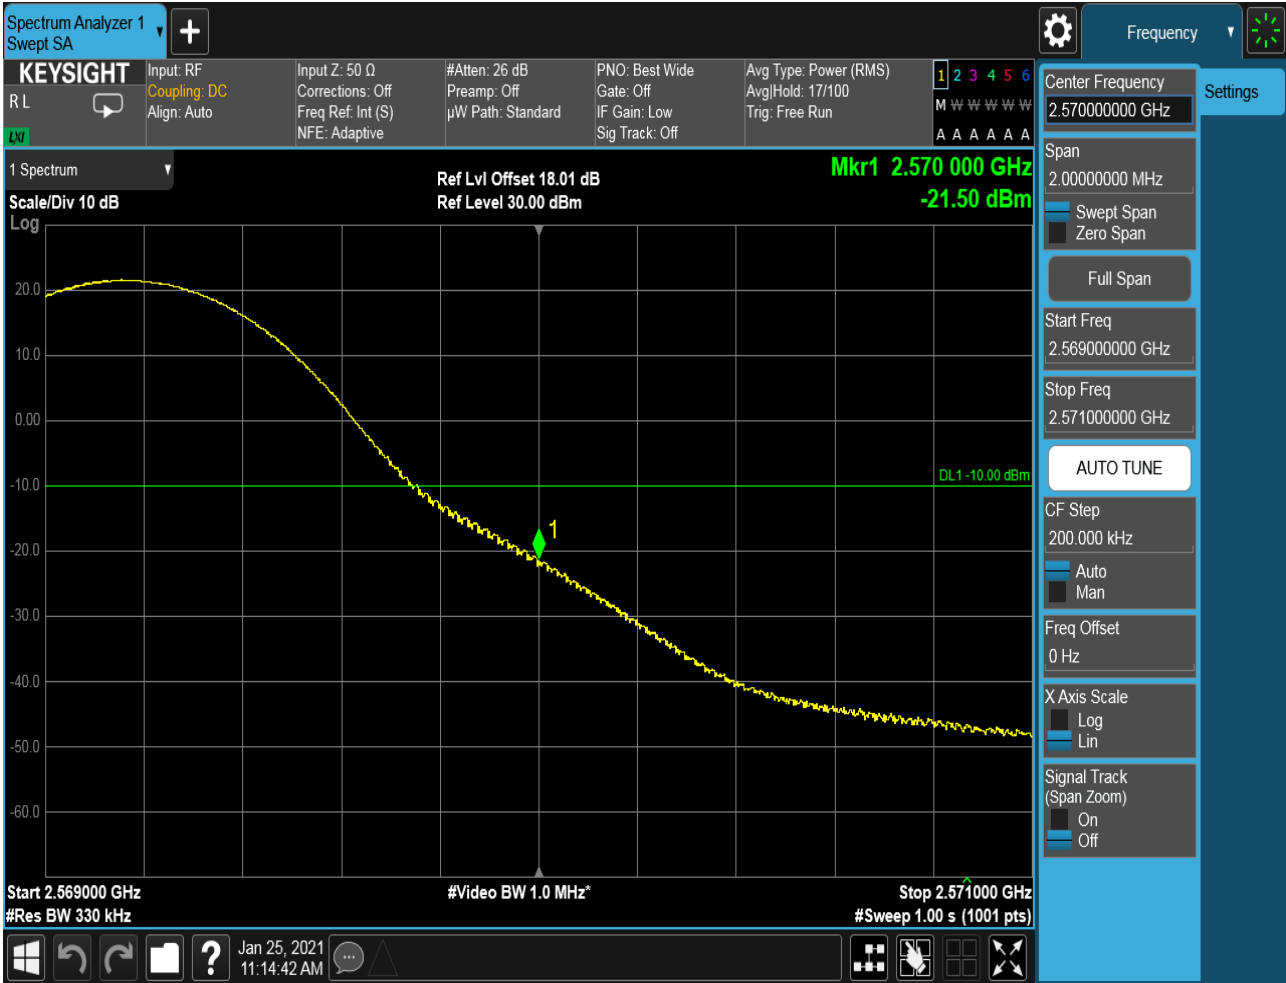 Spectrum Analyzer 1
Swept SA
Frequency
KEYSIGHT
R L
LXI
Input: RF
Coupling: DC
Align: Auto
Input Z: 50 Ω
Corrections: Off
Freq Ref: Int (S)
NFE: Adaptive
#Atten: 26 dB
Preamp: Off
µW Path: Standard
PNO: Best Wide
Gate: Off
IF Gain: Low
Sig Track: Off
Avg Type: Power (RMS)
Avg|Hold: 17/100
Trig: Free Run
1 2 3 4 5 6
M W W W W W
A A A A A A
1 Spectrum
Scale/Div 10 dB
Log
Ref Lvl Offset 18.01 dB
Ref Level 30.00 dBm
Mkr1 2.570 000 GHz
-21.50 dBm
20.0
10.0
0.00
-10.0
-20.0
-30.0
-40.0
-50.0
-60.0
DL1 -10.00 dBm
1
Start 2.569000 GHz
#Res BW 330 kHz
#Video BW 1.0 MHz*
Stop 2.571000 GHz
#Sweep 1.00 s (1001 pts)
Jan 25, 2021
11:14:42 AM
Center Frequency
2.570000000 GHz
Span
2.00000000 MHz
Swept Span
Zero Span
Full Span
Start Freq
2.569000000 GHz
Stop Freq
2.571000000 GHz
AUTO TUNE
CF Step
200.000 kHz
Auto
Man
Freq Offset
0 Hz
X Axis Scale
Log
Lin
Signal Track
(Span Zoom)
On
Off
Settings